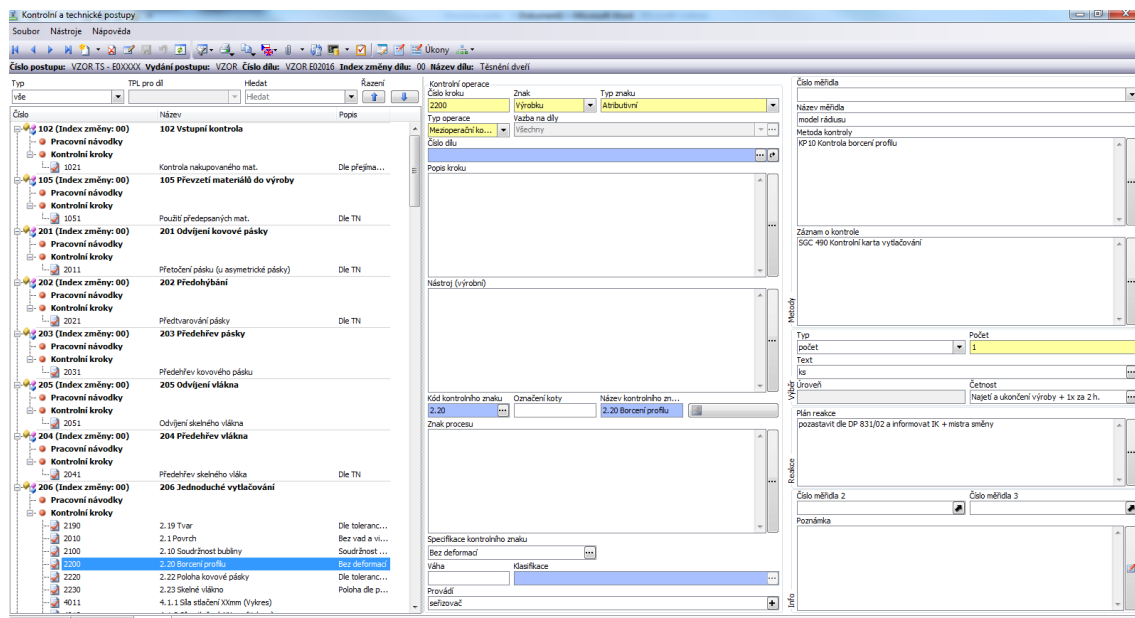 Kontrolní a technické postupy
Soubor Nástroje Nápověda
Úkony
Číslo postupu: VZOR TS - E0XXXX Vydání postupu: VZOR Číslo dílu: VZOR E02016 Index změny dílu: 00 Název dílu: Těsnění dveří
Typ TPL pro díl Hledat Řazení
vše Hledat
Číslo Název Popis
102 (Index změny: 00) 102 Vstupní kontrola
Pracovní návodky
Kontrolní kroky
1021 Kontrola nakupovaného mat. Dle přejíma...
105 (Index změny: 00) 105 Převzetí materiálů do výroby
Pracovní návodky
Kontrolní kroky
1051 Použití předepsaných mat. Dle TN
201 (Index změny: 00) 201 Odvíjení kovové pásky
Pracovní návodky
Kontrolní kroky
2011 Přetočení pásku (u asymetrické pásky) Dle TN
202 (Index změny: 00) 202 Předohýbání
Pracovní návodky
Kontrolní kroky
2021 Předtvarování pásky Dle TN
203 (Index změny: 00) 203 Předehřev pásky
Pracovní návodky
Kontrolní kroky
2031 Předehřev kovového pásku
205 (Index změny: 00) 205 Odvíjení vlákna
Pracovní návodky
Kontrolní kroky
2051 Odvíjení skelného vlákna
204 (Index změny: 00) 204 Předehřev vlákna
Pracovní návodky
Kontrolní kroky
2041 Předehřev skelného vláka Dle TN
206 (Index změny: 00) 206 Jednoduché vytlačování
Pracovní návodky
Kontrolní kroky
2190 2.19 Tvar Dle toleranc...
2010 2.1 Povrch Bez vad a vi...
2100 2.10 Soudržnost bubliny Soudržnost ...
2200 2.20 Borcení profilu Bez deformací
2220 2.22 Poloha kovové pásky Dle toleranc...
2230 2.23 Skelné vlákno Poloha dle p...
4011 4.1.1 Síla stlačení XXmm (Vykres)
Kontrolní operace
Číslo kroku Znak Typ znaku
2200 Výrobku Atributivní
Typ operace Vazba na díly
Mezioperační ko... Všechny
Číslo dílu
Popis kroku
Nástroj (výrobní)
Kód kontrolního znaku Označení koty Název kontrolního zn...
2.20 2.20 Borcení profilu
Znak procesu
Specifikace kontrolního znaku
Bez deformací
Váha Klasifikace
Provádí
seřizovač
Číslo měřidla
Název měřidla
model rádiusu
Metoda kontroly
KP10 Kontrola borcení profilu
Záznam o kontrole
SGC 490 Kontrolní karta vytlačování
Metody
Typ Počet
počet 1
Text
ks
Úroveň Četnost
Najetí a ukončení výroby + 1x za 2 h.
Výběr
Plán reakce
pozastavit dle DP 831/02 a informovat IK + mistra směny
Reakce
Číslo měřidla 2 Číslo měřidla 3
Poznámka
Info